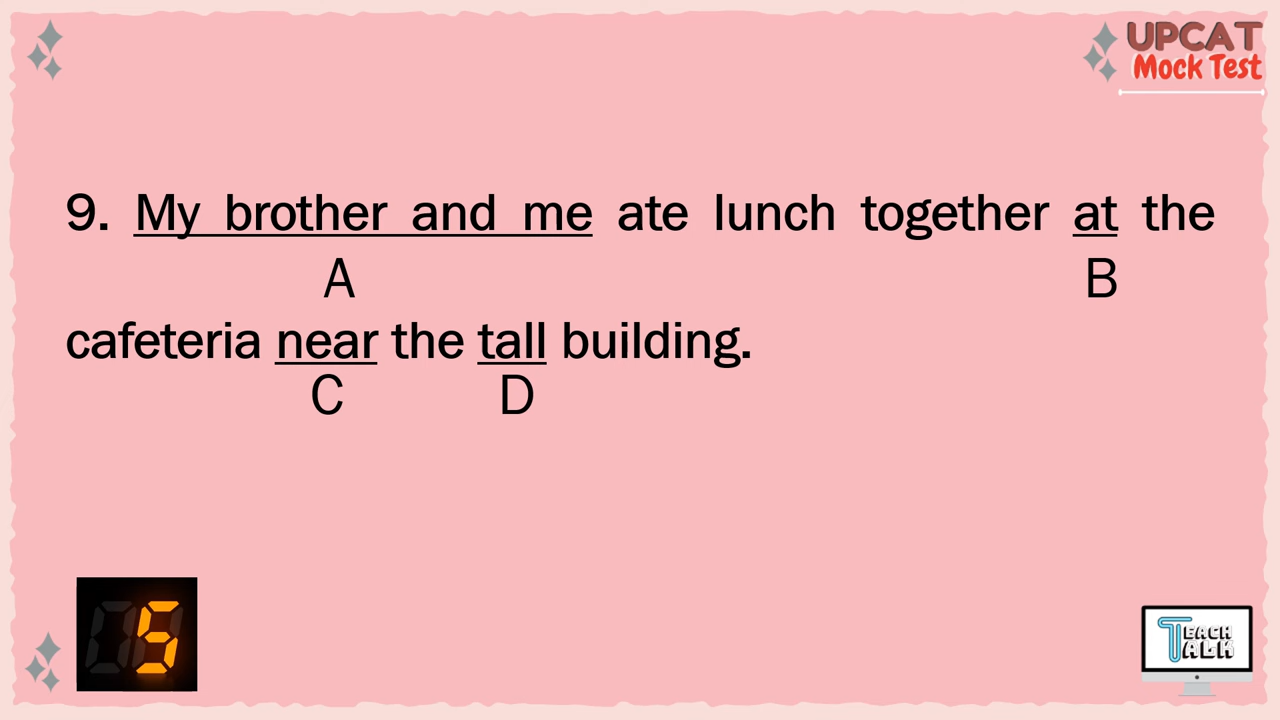 UPCAT
Mock Test
9. My brother and me ate lunch together at the
A B
cafeteria near the tall building.
C D
5
TEACH
TALK